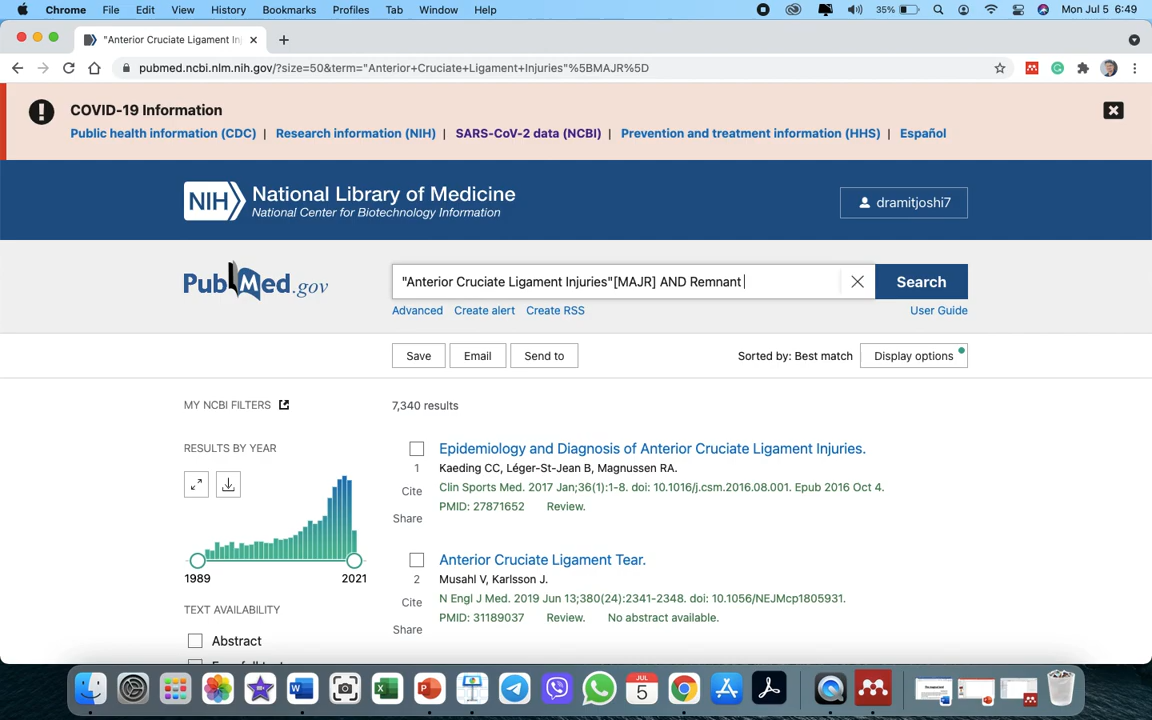 Chrome File Edit View History Bookmarks Profiles Tab Window Help 35% Mon Jul 5 6:49
"Anterior Cruciate Ligament In
pubmed.ncbi.nlm.nih.gov/?size=50&term="Anterior+Cruciate+Ligament+Injuries"%5BMAJR%5D
COVID-19 Information
Public health information (CDC) | Research information (NIH) | SARS-CoV-2 data (NCBI) | Prevention and treatment information (HHS) | Español
NIH National Library of Medicine
National Center for Biotechnology Information
dramitjoshi7
PubMed.gov
"Anterior Cruciate Ligament Injuries"[MAJR] AND Remnant
Search
Advanced Create alert Create RSS User Guide
Save Email Send to Sorted by: Best match Display options
MY NCBI FILTERS
7,340 results
RESULTS BY YEAR
1989 2021
TEXT AVAILABILITY
Abstract
Epidemiology and Diagnosis of Anterior Cruciate Ligament Injuries.
1 Kaeding CC, Léger-St-Jean B, Magnussen RA.
Cite Clin Sports Med. 2017 Jan;36(1):1-8. doi: 10.1016/j.csm.2016.08.001. Epub 2016 Oct 4.
PMID: 27871652 Review.
Share
Anterior Cruciate Ligament Tear.
2 Musahl V, Karlsson J.
Cite N Engl J Med. 2019 Jun 13;380(24):2341-2348. doi: 10.1056/NEJMcp1805931.
PMID: 31189037 Review. No abstract available.
Share
JUL
5